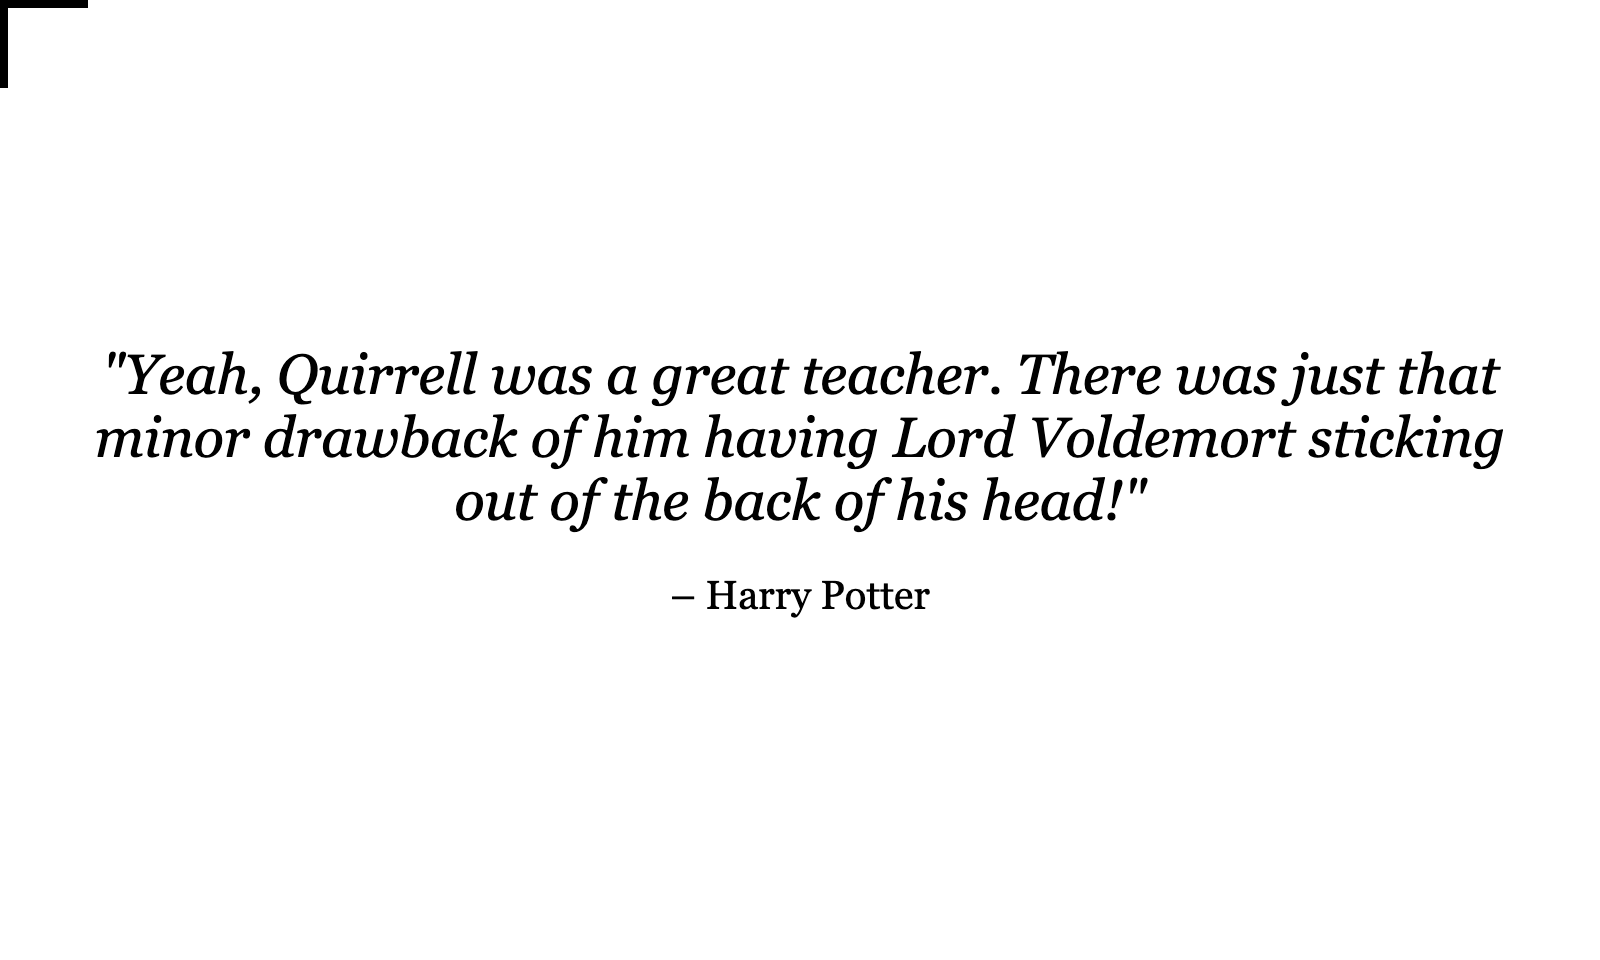 "Yeah, Quirrell was a great teacher. There was just that
minor drawback of him having Lord Voldemort sticking
out of the back of his head!"
– Harry Potter